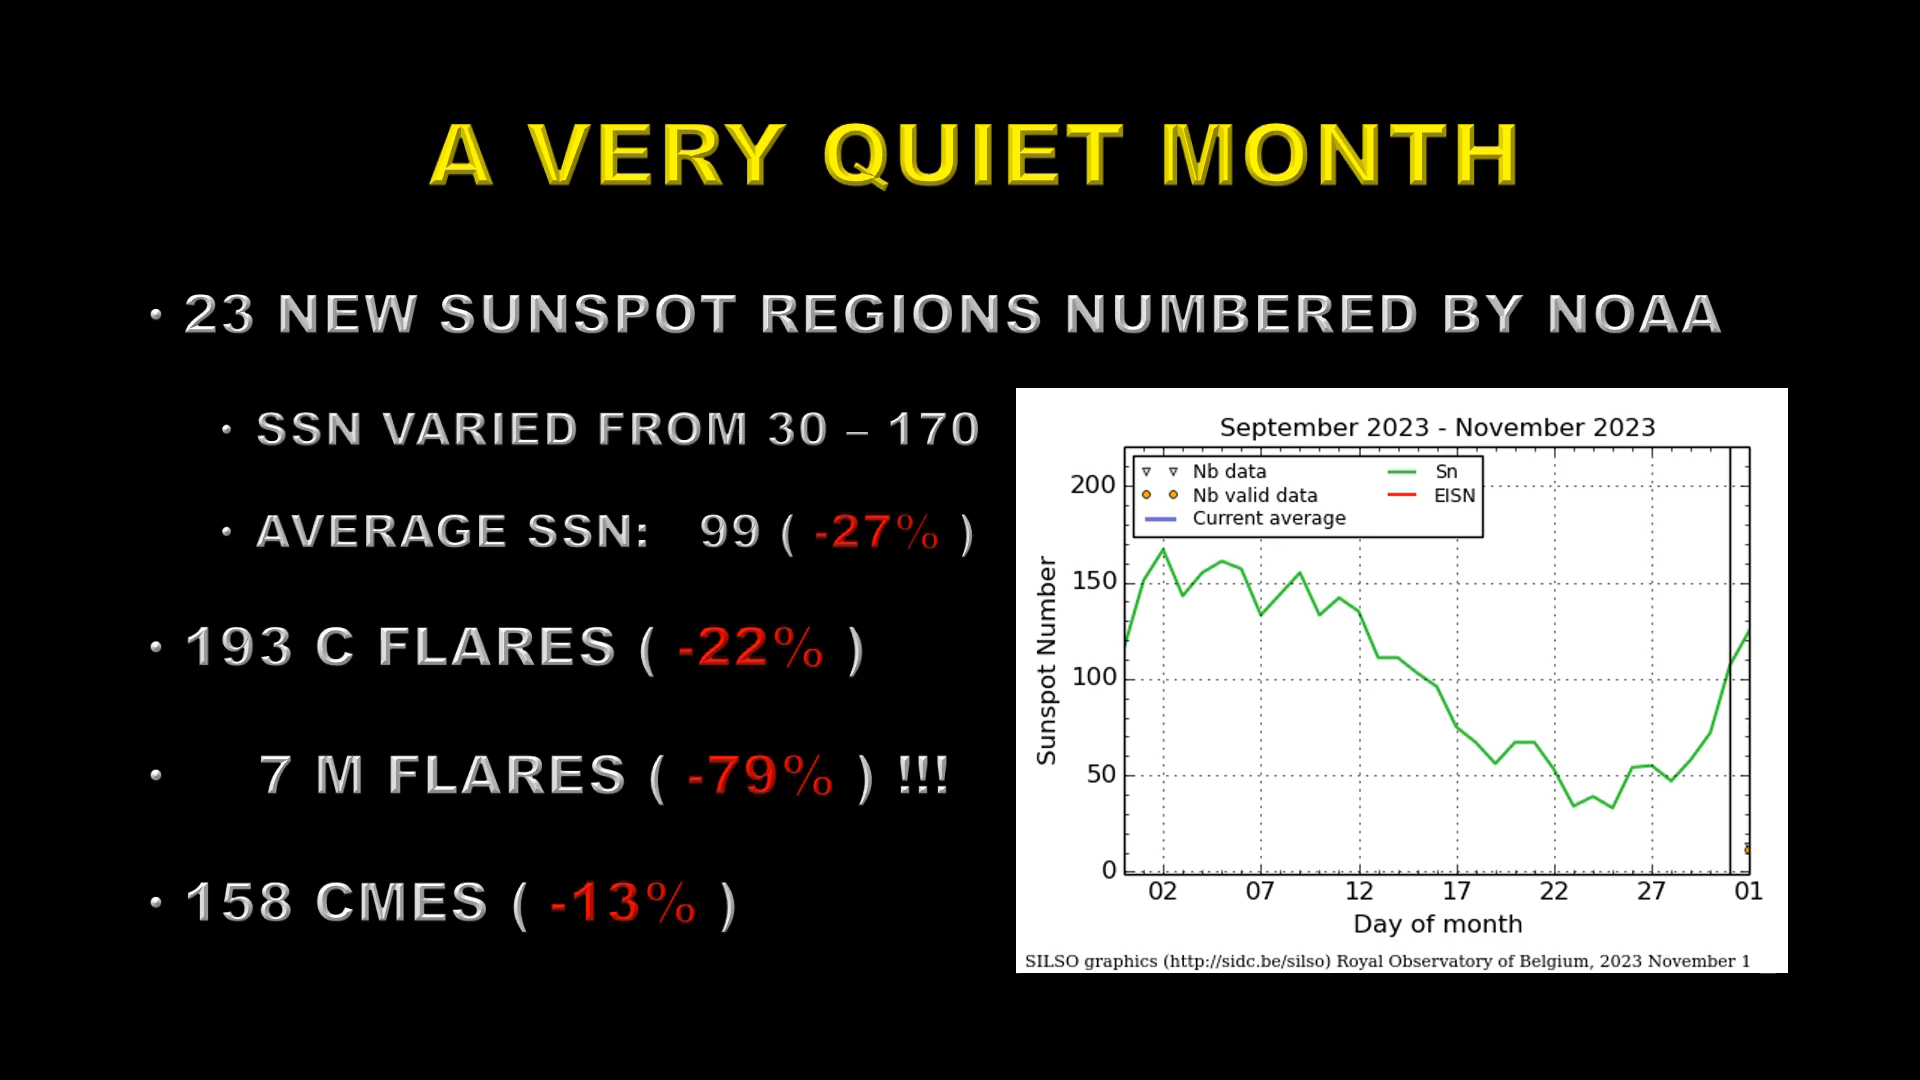 A VERY QUIET MONTH
• 23 NEW SUNSPOT REGIONS NUMBERED BY NOAA
• SSN VARIED FROM 30 – 170
• AVERAGE SSN: 99 ( -27% )
• 193 C FLARES ( -22% )
• 7 M FLARES ( -79% ) !!!
• 158 CMES ( -13% )
September 2023 - November 2023
Nb data
Nb valid data
Current average
Sn
EISN
Sunspot Number
200
150
100
50
0
02 07 12 17 22 27 01
Day of month
SILSO graphics (http://sidc.be/silso) Royal Observatory of Belgium, 2023 November 1